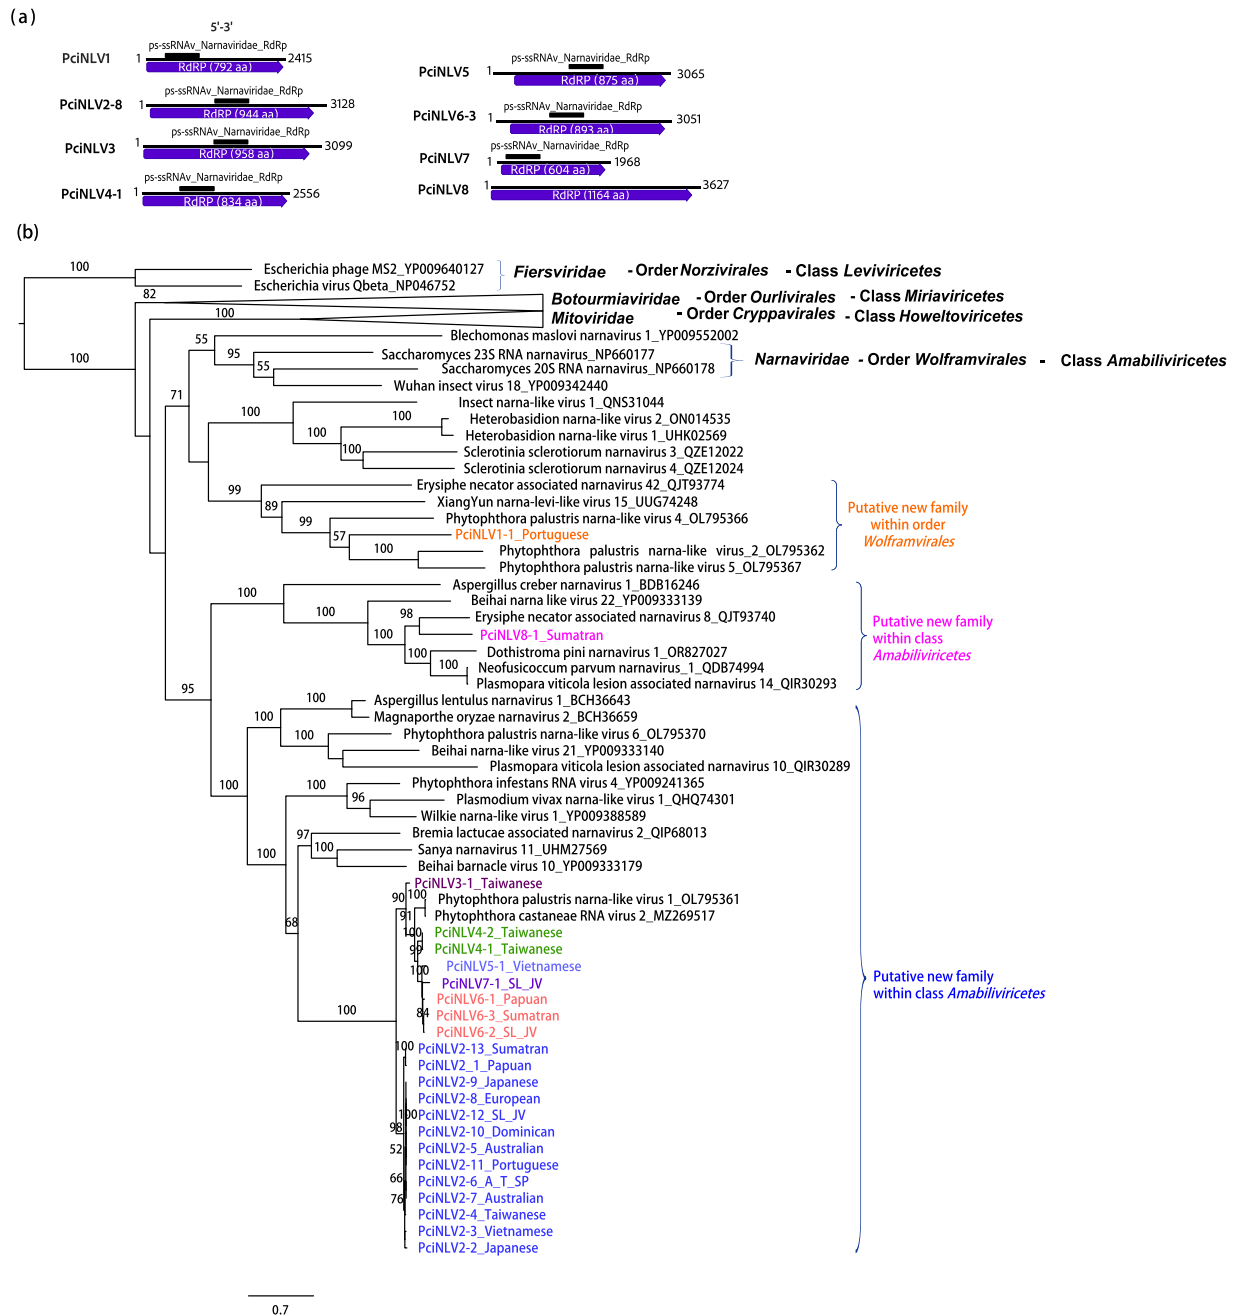 (a)
5'-3'
ps-ssRNAv_Narnaviridae_RdRp
PciNLV1 1 2415
RdRP (792 aa)
ps-ssRNAv_Narnaviridae_RdRp
PciNLV2-8 1 3128
RdRP (944 aa)
ps-ssRNAv_Narnaviridae_RdRp
PciNLV3 1 3099
RdRP (958 aa)
ps-ssRNAv_Narnaviridae_RdRp
PciNLV4-1 1 2556
RdRP (834 aa)
ps-ssRNAv_Narnaviridae_RdRp
PciNLV5 1 3065
RdRP (875 aa)
ps-ssRNAv_Narnaviridae_RdRp
PciNLV6-3 1 3051
RdRP (893 aa)
ps-ssRNAv_Narnaviridae_RdRp
PciNLV7 1 1968
RdRP (604 aa)
PciNLV8 1 3627
RdRP (1164 aa)
(b)
100 Escherichia phage MS2_YP009640127
Escherichia virus Qbeta_NP046752
Fiersviridae - Order Norzivirales - Class Leviviricetes
82 Botourmiaviridae - Order Ourlivirales - Class Miriaviricetes
100 Mitoviridae - Order Cryppavirales - Class Howeltoviricetes
55 Blechomonas maslovi narnavirus 1_YP009552002
95 Saccharomyces 23S RNA narnavirus_NP660177
Narnaviridae - Order Wolframvirales - Class Amabiliviricetes
100 55 Saccharomyces 20S RNA narnavirus_NP660178
Wuhan insect virus 18_YP009342440
71 Insect narna-like virus 1_QNS31044
100 100 Heterobasidion narna-like virus 2_ON014535
100 Heterobasidion narna-like virus 1_UHK02569
100 Sclerotinia sclerotiorum narnavirus 3_QZE12022
Sclerotinia sclerotiorum narnavirus 4_QZE12024
99 Erysiphe necator associated narnavirus 42_QJT93774
89 XiangYun narna-levi-like virus 15_UUG74248
99 Phytophthora palustris narna-like virus 4_OL795366
57 PciNLV1-1_Portuguese
100 Phytophthora palustris narna-like virus_2_OL795362
Phytophthora palustris narna-like virus 5_OL795367
Putative new family
within order
Wolframvirales
100 Aspergillus creber narnavirus 1_BDB16246
100 Beihai narna like virus 22_YP009333139
98 Erysiphe necator associated narnavirus 8_QJT93740
100 PciNLV8-1_Sumatran
100 Dothistroma pini narnavirus 1_OR827027
100 Neofusicoccum parvum narnavirus_1_QDB74994
Plasmopara viticola lesion associated narnavirus 14_QIR30293
Putative new family
within class
Amabiliviricetes
95 100 Aspergillus lentulus narnavirus 1_BCH36643
100 Magnaporthe oryzae narnavirus 2_BCH36659
100 Phytophthora palustris narna-like virus 6_OL795370
Beihai narna-like virus 21_YP009333140
Plasmopara viticola lesion associated narnavirus 10_QIR30289
100 100 Phytophthora infestans RNA virus 4_YP009241365
96 Plasmodium vivax narna-like virus 1_QHQ74301
Wilkie narna-like virus 1_YP009388589
97 Bremia lactucae associated narnavirus 2_QIP68013
100 100 Sanya narnavirus 11_UHM27569
Beihai barnacle virus 10_YP009333179
PciNLV3-1_Taiwanese
90 100 Phytophthora palustris narna-like virus 1_OL795361
68 91 Phytophthora castaneae RNA virus 2_MZ269517
100 PciNLV4-2_Taiwanese
99 PciNLV4-1_Taiwanese
100 PciNLV5-1_Vietnamese
PciNLV7-1_SL_JV
PciNLV6-1_Papuan
100 84 PciNLV6-3_Sumatran
PciNLV6-2_SL_JV
Putative new family
within class Amabiliviricetes
100 PciNLV2-13_Sumatran
PciNLV2_1_Papuan
PciNLV2-9_Japanese
PciNLV2-8_European
100 PciNLV2-12_SL_JV
98 PciNLV2-10_Dominican
52 PciNLV2-5_Australian
PciNLV2-11_Portuguese
66 PciNLV2-6_A_T_SP
76 PciNLV2-7_Australian
PciNLV2-4_Taiwanese
PciNLV2-3_Vietnamese
PciNLV2-2_Japanese
0.7